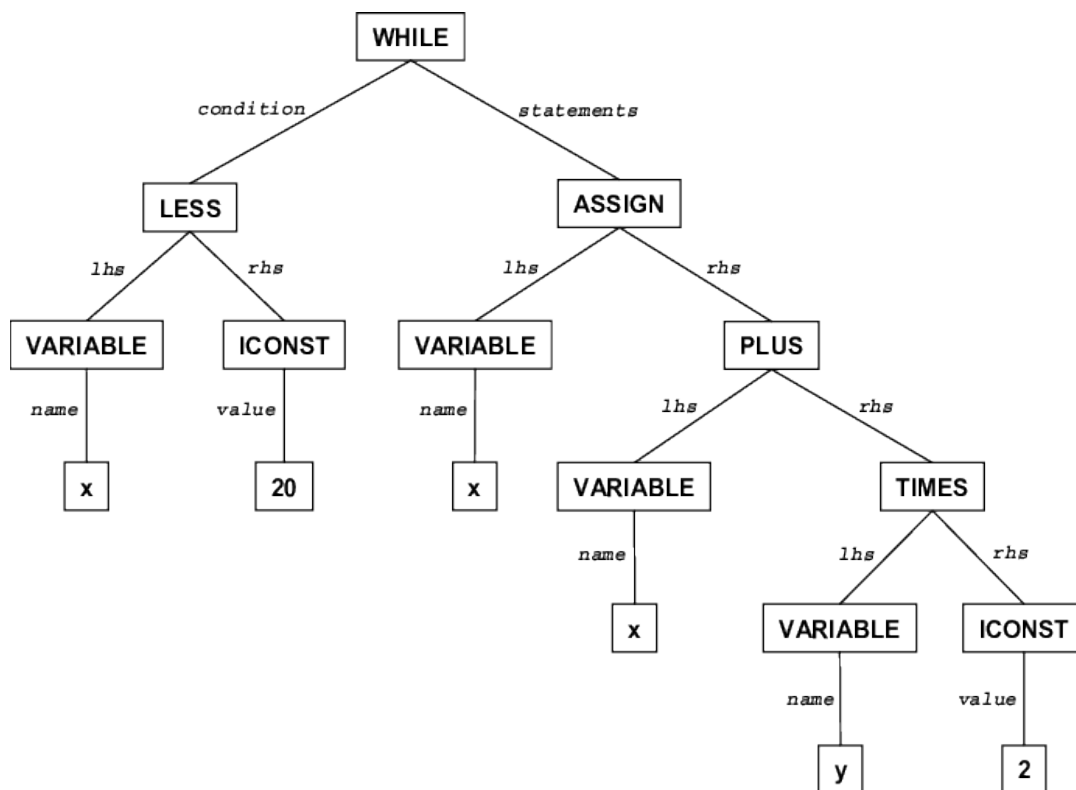 WHILE
condition statements
LESS ASSIGN
lhs rhs lhs rhs
VARIABLE ICONST VARIABLE PLUS
name value name lhs rhs
x 20 x VARIABLE TIMES
name lhs rhs
x VARIABLE ICONST
name value
y 2